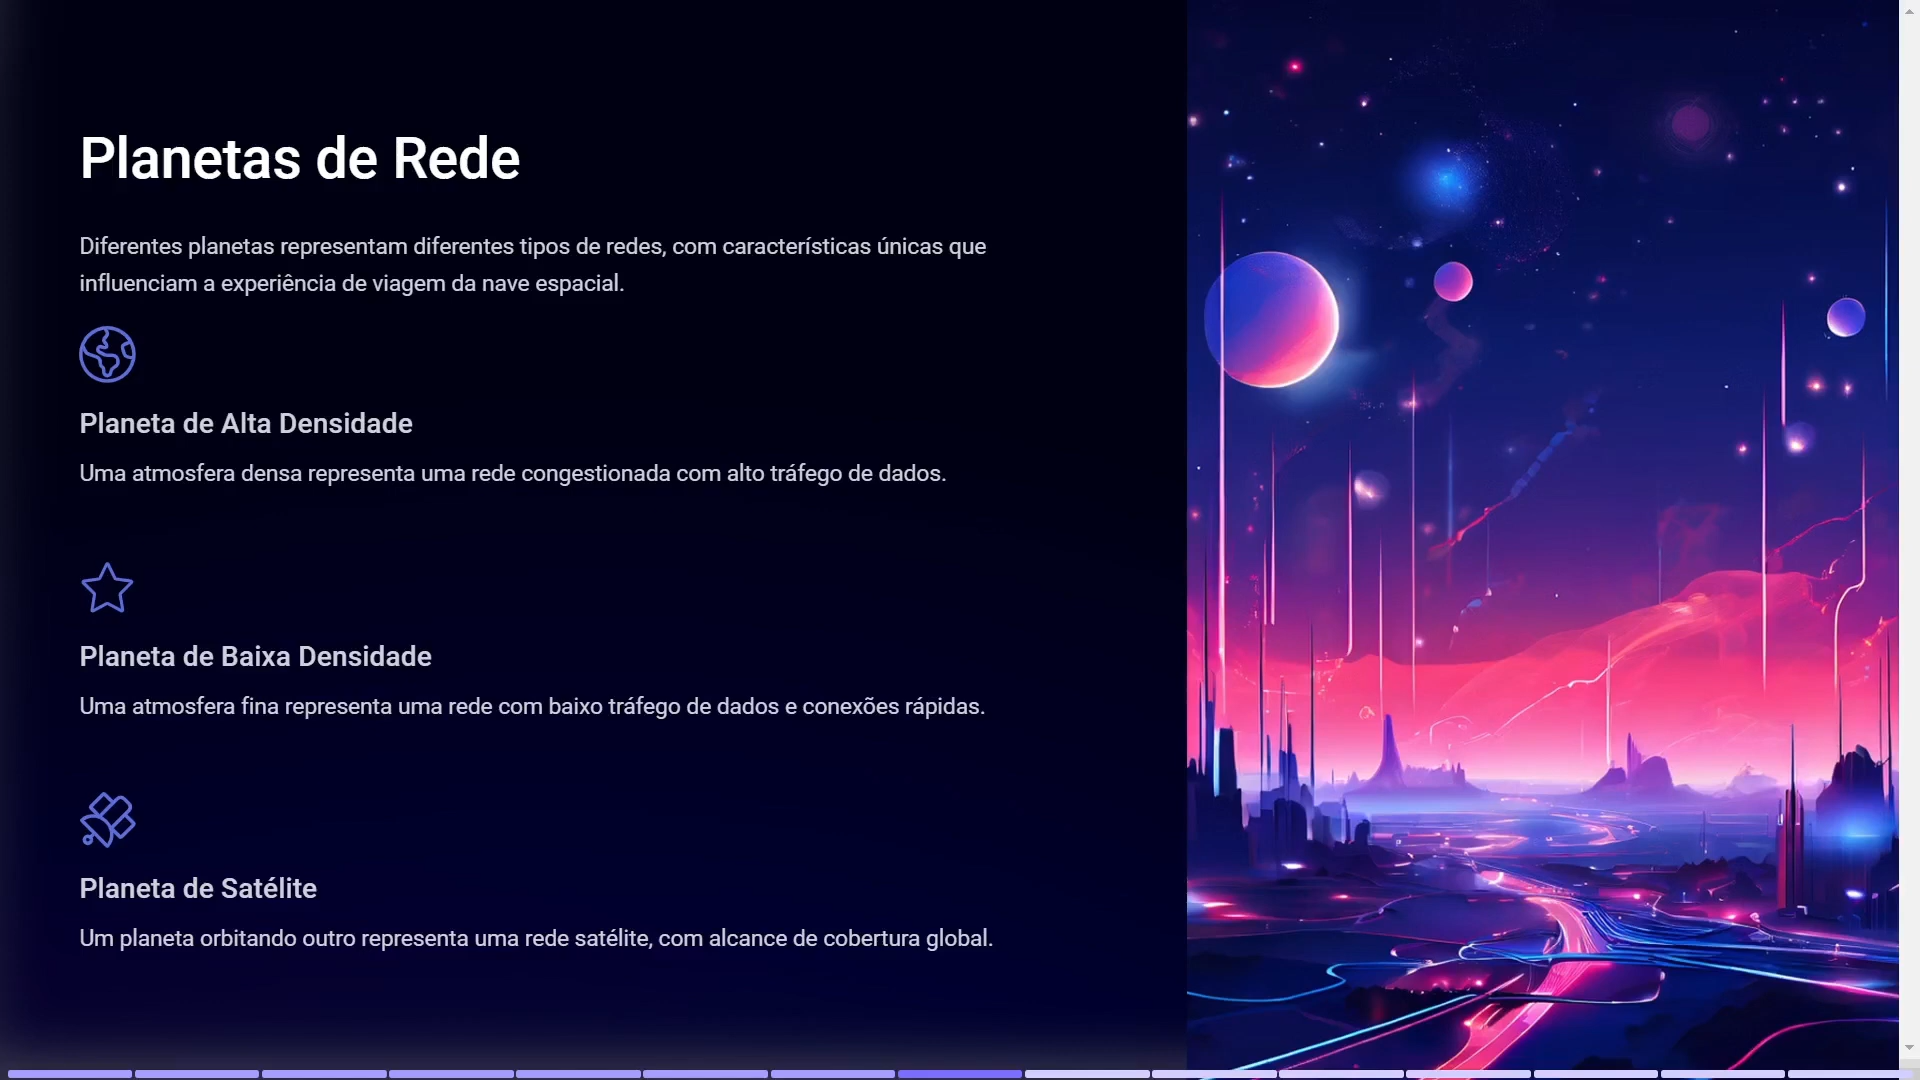 Planetas de Rede
Diferentes planetas representam diferentes tipos de redes, com características únicas que
influenciam a experiência de viagem da nave espacial.
Planeta de Alta Densidade
Uma atmosfera densa representa uma rede congestionada com alto tráfego de dados.
Planeta de Baixa Densidade
Uma atmosfera fina representa uma rede com baixo tráfego de dados e conexões rápidas.
Planeta de Satélite
Um planeta orbitando outro representa uma rede satélite, com alcance de cobertura global.